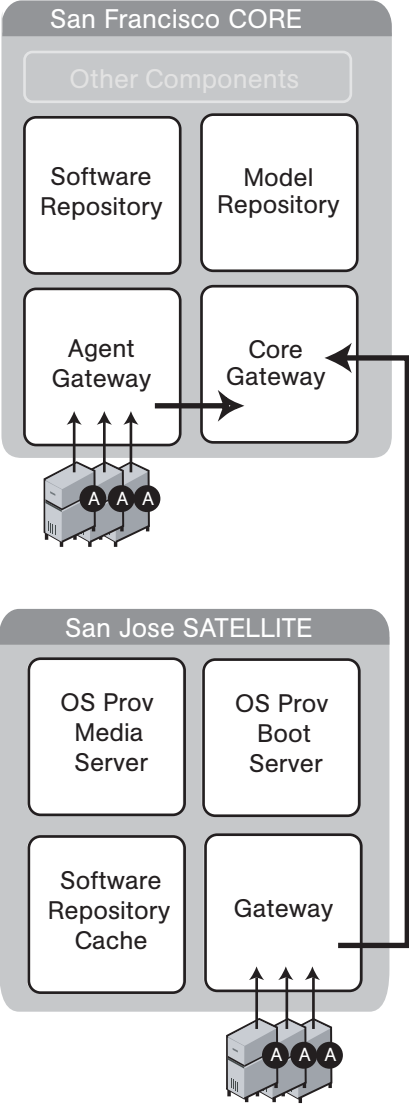 San Francisco CORE
Other Components
Software
Repository
Model
Repository
Agent
Gateway
Core
Gateway
A A A
San Jose SATELLITE
OS Prov
Media
Server
OS Prov
Boot
Server
Software
Repository
Cache
Gateway
A A A